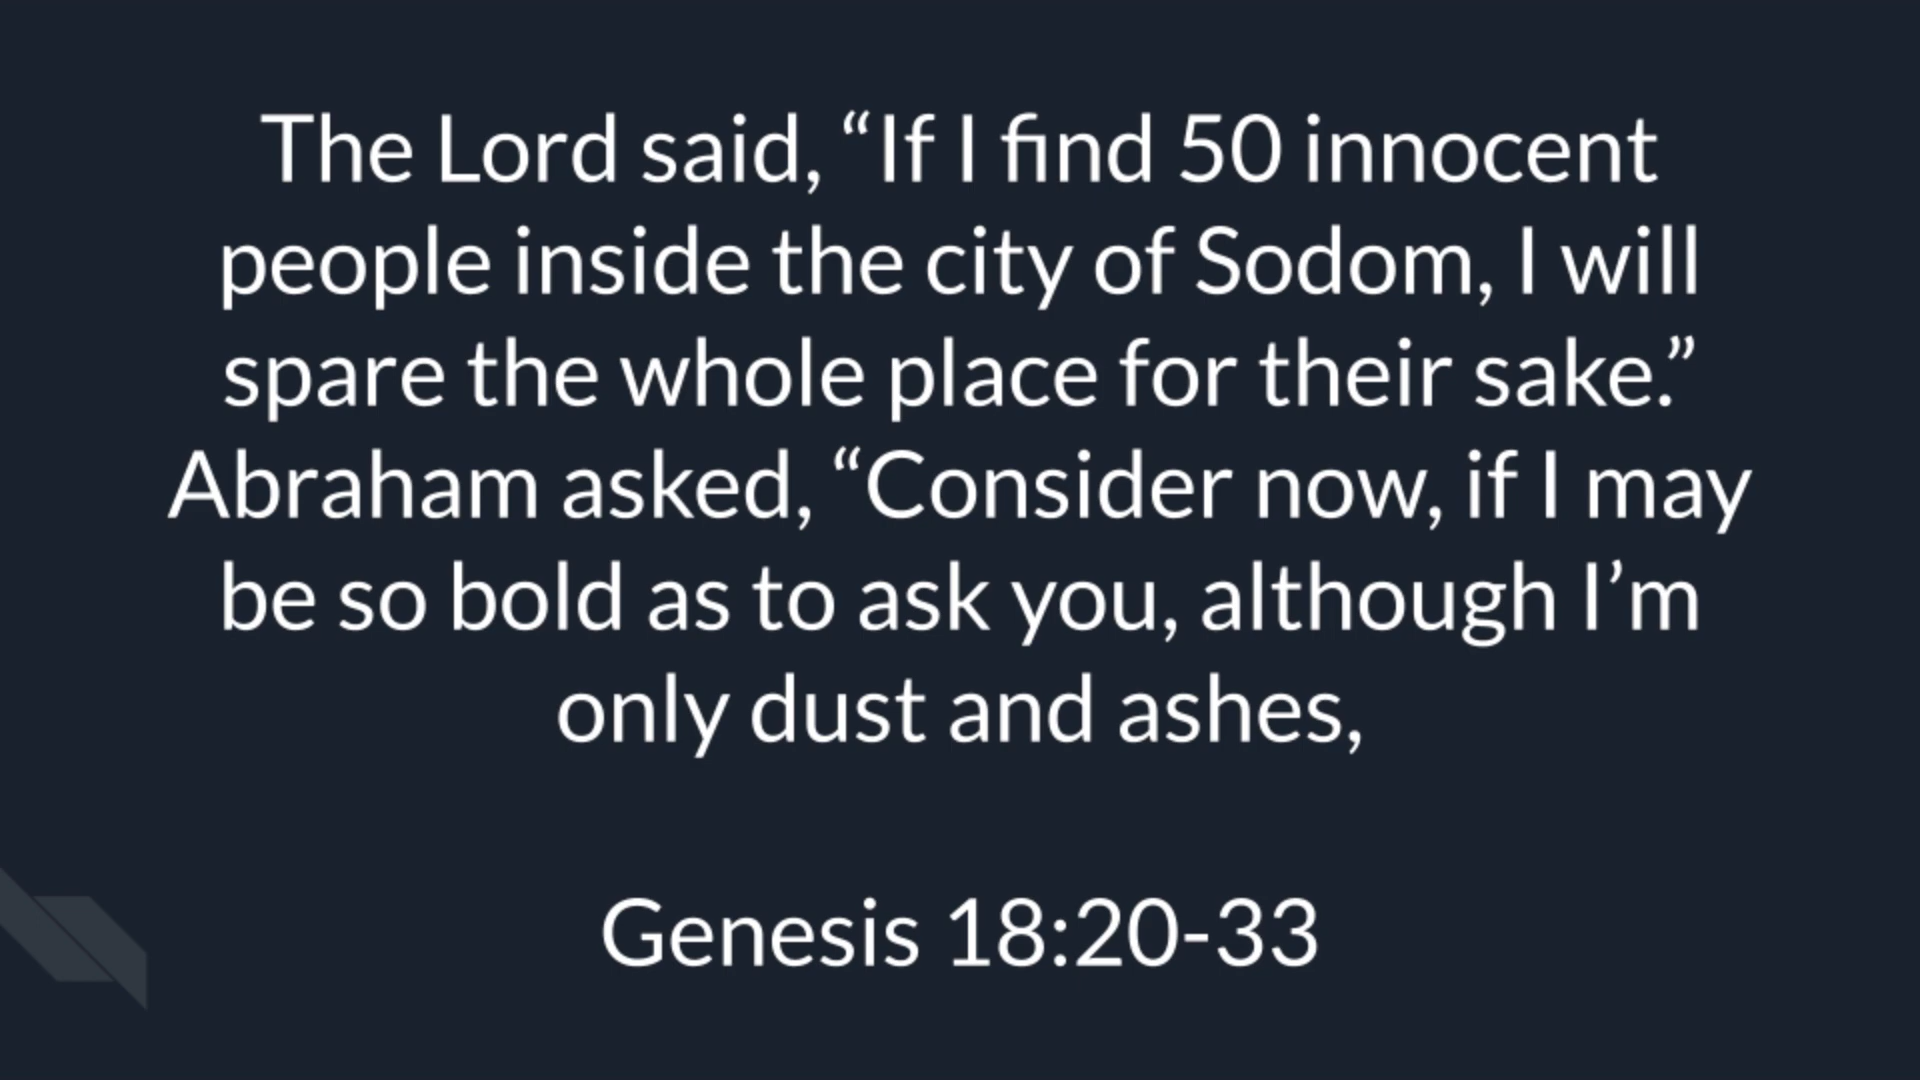 The Lord said, “If I find 50 innocent
people inside the city of Sodom, I will
spare the whole place for their sake.”
Abraham asked, “Consider now, if I may
be so bold as to ask you, although I’m
only dust and ashes,
Genesis 18:20-33